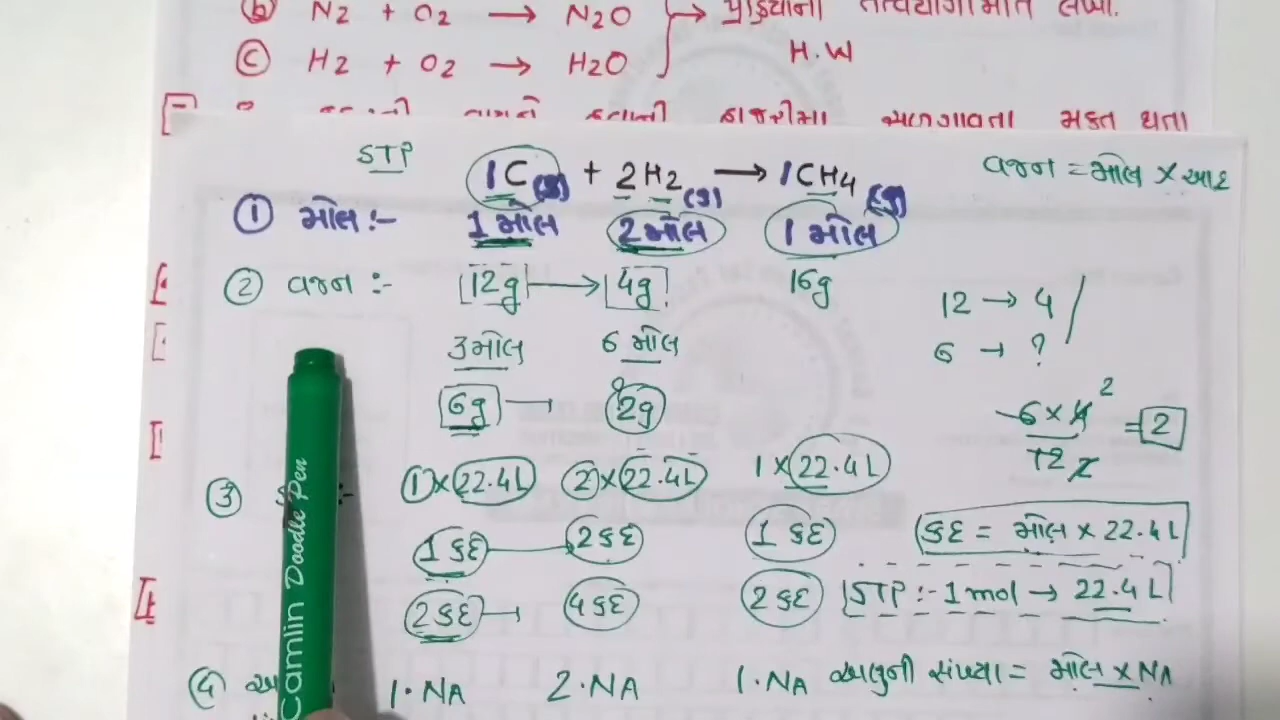 (b) N2 + O2 → N2O
(c) H2 + O2 → H2O
H.W
STP
1C + 2H2 (g) → 1CH4 (g)
વજન = મોલ × આદ
① મોલ :- 1 મોલ 2 મોલ 1 મોલ
② વજન :- 12g → 4g 16g
12 → 4
3 મોલ 6 મોલ
6 → ?
6g → 2g
6 × 4 2 = 2
12 2
③ :- ① × 22.4L ② × 22.4L 1 × 22.4L
1 કદ 2 કદ 1 કદ
કદ = મોલ × 22.4L
2 કદ → 4 કદ 2 કદ
STP :- 1 mol → 22.4 L
④ 1·NA 2·NA 1·NA
અણુની સંખ્યા = મોલ × NA
Camlin Doodle Pen